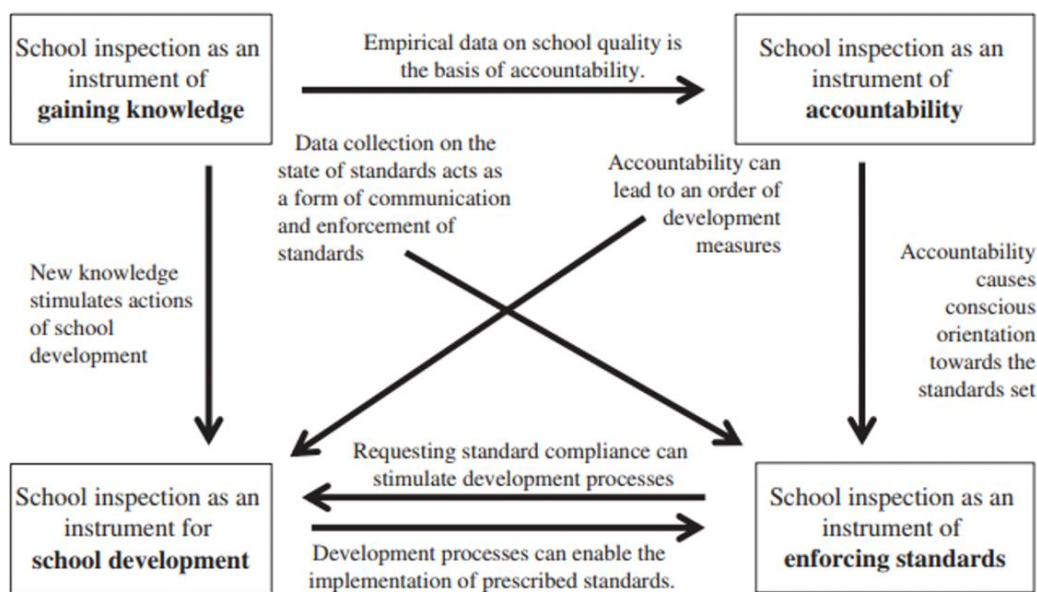 School inspection as an
instrument of
gaining knowledge
Empirical data on school quality is
the basis of accountability.
School inspection as an
instrument of
accountability
Data collection on the
state of standards acts as
a form of communication
and enforcement of
standards
Accountability can
lead to an order of
development
measures
New knowledge
stimulates actions
of school
development
Accountability
causes
conscious
orientation
towards the
standards set
School inspection as an
instrument for
school development
Requesting standard compliance can
stimulate development processes
Development processes can enable the
implementation of prescribed standards.
School inspection as an
instrument of
enforcing standards